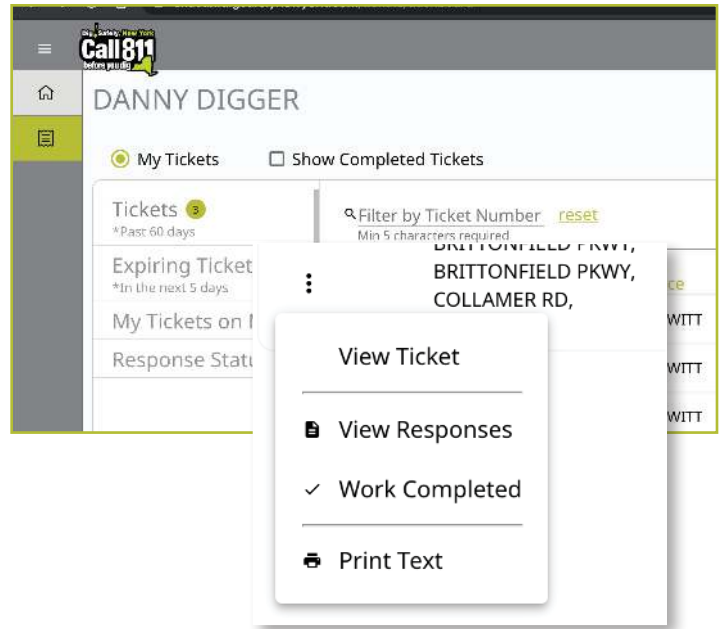 Dig Safely. New York
Call 811
before you dig
DANNY DIGGER
My Tickets
Show Completed Tickets
Tickets 3
*Past 60 days
Filter by Ticket Number reset
Min 5 characters required
Expiring Ticket
*In the next 5 days
My Tickets on
Response Statu
BRITTONFIELD PKWY,
BRITTONFIELD PKWY,
COLLAMER RD,
ce
WITT
WITT
WITT
View Ticket
View Responses
Work Completed
Print Text